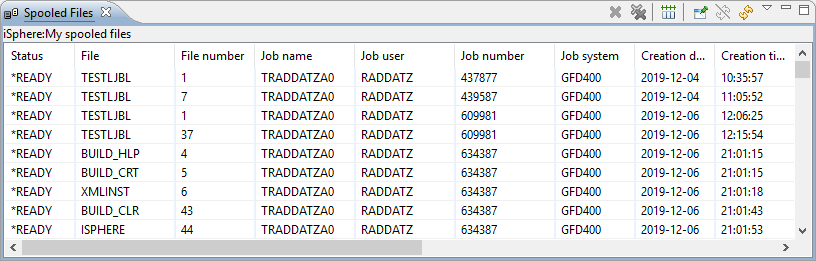 Spooled Files
iSphere:My spooled files
Status File File number Job name Job user Job number Job system Creation d... Creation ti...
*READY TESTLJBL 1 TRADDATZA0 RADDATZ 437877 GFD400 2019-12-04 10:35:57
*READY TESTLJBL 7 TRADDATZA0 RADDATZ 439587 GFD400 2019-12-04 11:05:52
*READY TESTLJBL 1 TRADDATZA0 RADDATZ 609981 GFD400 2019-12-06 12:06:25
*READY TESTLJBL 37 TRADDATZA0 RADDATZ 609981 GFD400 2019-12-06 12:15:54
*READY BUILD_HLP 4 TRADDATZA0 RADDATZ 634387 GFD400 2019-12-06 21:01:15
*READY BUILD_CRT 5 TRADDATZA0 RADDATZ 634387 GFD400 2019-12-06 21:01:15
*READY XMLINST 6 TRADDATZA0 RADDATZ 634387 GFD400 2019-12-06 21:01:18
*READY BUILD_CLR 43 TRADDATZA0 RADDATZ 634387 GFD400 2019-12-06 21:01:43
*READY ISPHERE 44 TRADDATZA0 RADDATZ 634387 GFD400 2019-12-06 21:01:53